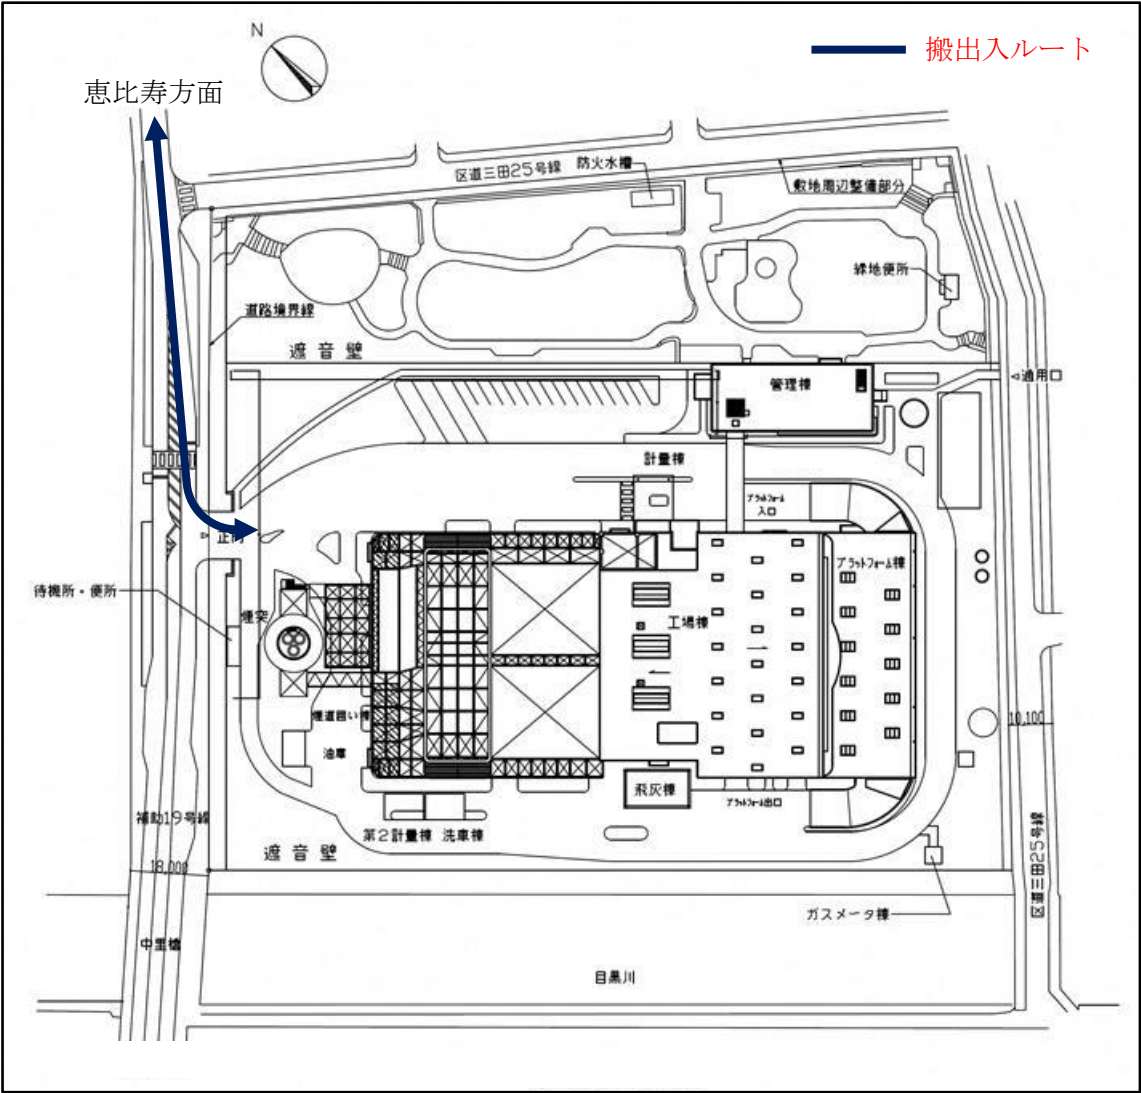 N
搬出入ルート
恵比寿方面
区道三田25号線
防火水槽
敷地周辺整備部分
緑地便所
道路境界線
遮音壁
管理棟
◁通用口
計量棟
プラットフォーム
入口
▷ 正門
プラットフォーム棟
待機所・便所
煙突
工場棟
煙道囲い棟
油庫
10,100
飛灰棟
プラットフォーム出口
補助19号線
第2計量棟 洗車棟
遮音壁
18,000
区道三田25号線
ガスメータ棟
中里橋
目黒川